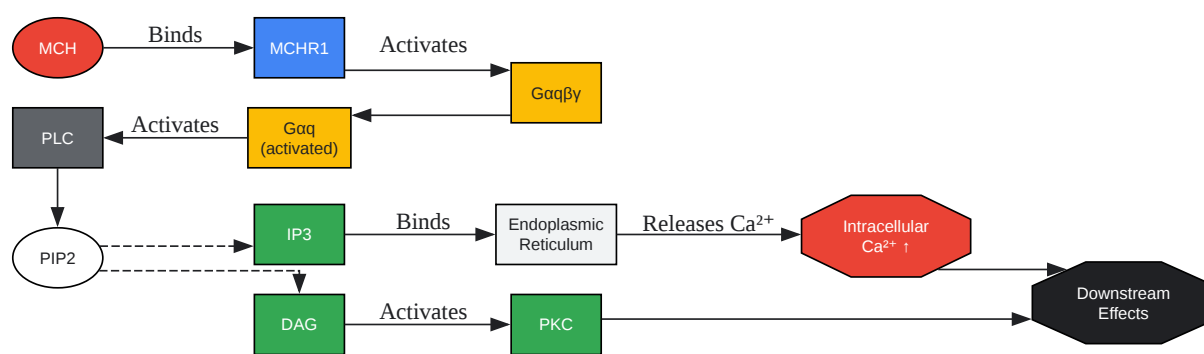 MCH
Binds
MCHR1
Activates
Gαqβγ
PLC
Activates
Gαq
(activated)
PIP2
IP3
Binds
Endoplasmic
Reticulum
Releases Ca²⁺
Intracellular
Ca²⁺ ↑
DAG
Activates
PKC
Downstream
Effects